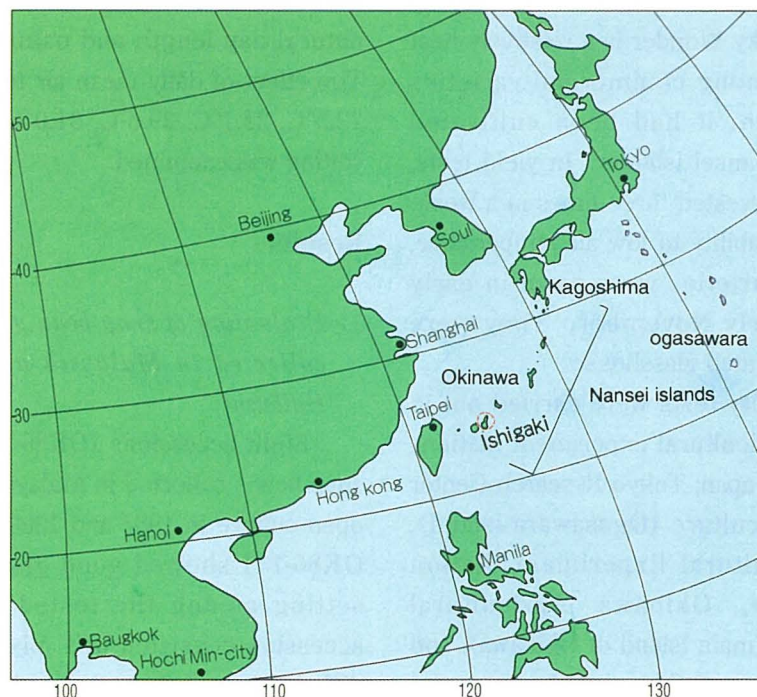 50
40
30
20
Tokyo
Beijing
Soul
Kagoshima
Shanghai
ogasawara
Okinawa
Nansei islands
Taipei
Ishigaki
Hong kong
Hanoi
Manila
Baugkok
Hochi Min-city
100
110
120
130